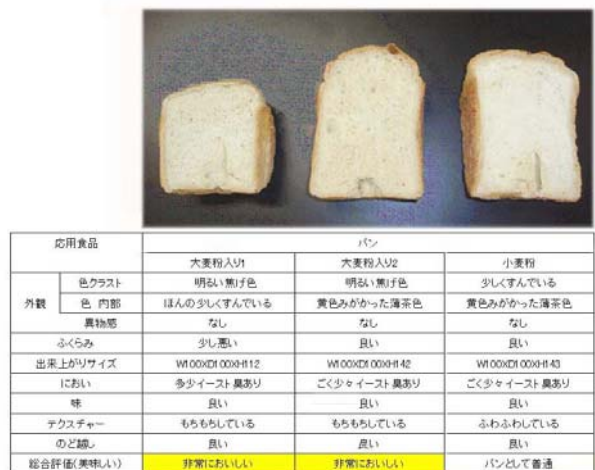 応用食品 パン
大麦粉入り1 大麦粉入り2 小麦粉
外観 色クラスト 明るい焦げ色 明るい焦げ色 少しくすんでいる
色 内部 ほんの少しくすんでいる 黄色みがかった薄茶色 黄色みがかった薄茶色
異物感 なし なし なし
ふくらみ 少し悪い 良い 良い
出来上がりサイズ W100XD100XH112 W100XD100XH142 W100XD100XH143
におい 多少イースト臭あり ごく少々イースト臭あり ごく少々イースト臭あり
味 良い 良い 良い
テクスチャー もちもちしている もちもちしている ふわふわしている
のど越し 良い 良い 良い
総合評価(美味しい) 非常においしい 非常においしい パンとして普通